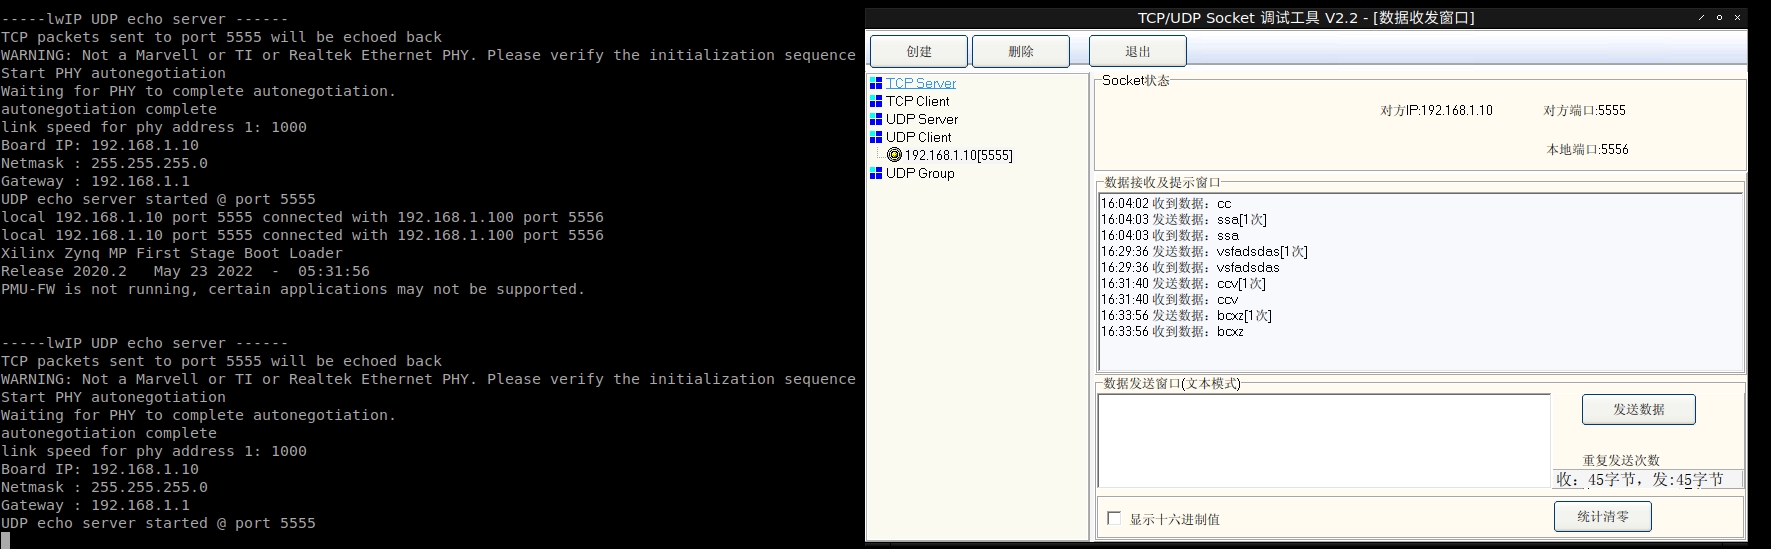 -----lwIP UDP echo server ------
TCP packets sent to port 5555 will be echoed back
WARNING: Not a Marvell or TI or Realtek Ethernet PHY. Please verify the initialization sequence
Start PHY autonegotiation
Waiting for PHY to complete autonegotiation.
autonegotiation complete
link speed for phy address 1: 1000
Board IP: 192.168.1.10
Netmask : 255.255.255.0
Gateway : 192.168.1.1
UDP echo server started @ port 5555
local 192.168.1.10 port 5555 connected with 192.168.1.100 port 5556
local 192.168.1.10 port 5555 connected with 192.168.1.100 port 5556
Xilinx Zynq MP First Stage Boot Loader
Release 2020.2   May 23 2022  -  05:31:56
PMU-FW is not running, certain applications may not be supported.
-----lwIP UDP echo server ------
TCP packets sent to port 5555 will be echoed back
WARNING: Not a Marvell or TI or Realtek Ethernet PHY. Please verify the initialization sequence
Start PHY autonegotiation
Waiting for PHY to complete autonegotiation.
autonegotiation complete
link speed for phy address 1: 1000
Board IP: 192.168.1.10
Netmask : 255.255.255.0
Gateway : 192.168.1.1
UDP echo server started @ port 5555
TCP/UDP Socket 调试工具 V2.2 - [数据收发窗口]
创建 删除 退出
TCP Server
TCP Client
UDP Server
UDP Client
192.168.1.10[5555]
UDP Group
Socket状态
对方IP:192.168.1.10 对方端口:5555
本地端口:5556
数据接收及提示窗口
16:04:02 收到数据：cc
16:04:03 发送数据：ssa[1次]
16:04:03 收到数据：ssa
16:29:36 发送数据：vsfadsdas[1次]
16:29:36 收到数据：vsfadsdas
16:31:40 发送数据：ccv[1次]
16:31:40 收到数据：ccv
16:33:56 发送数据：bcxz[1次]
16:33:56 收到数据：bcxz
数据发送窗口(文本模式)
发送数据
重复发送次数
收：45字节，发:45字节
显示十六进制值
统计清零